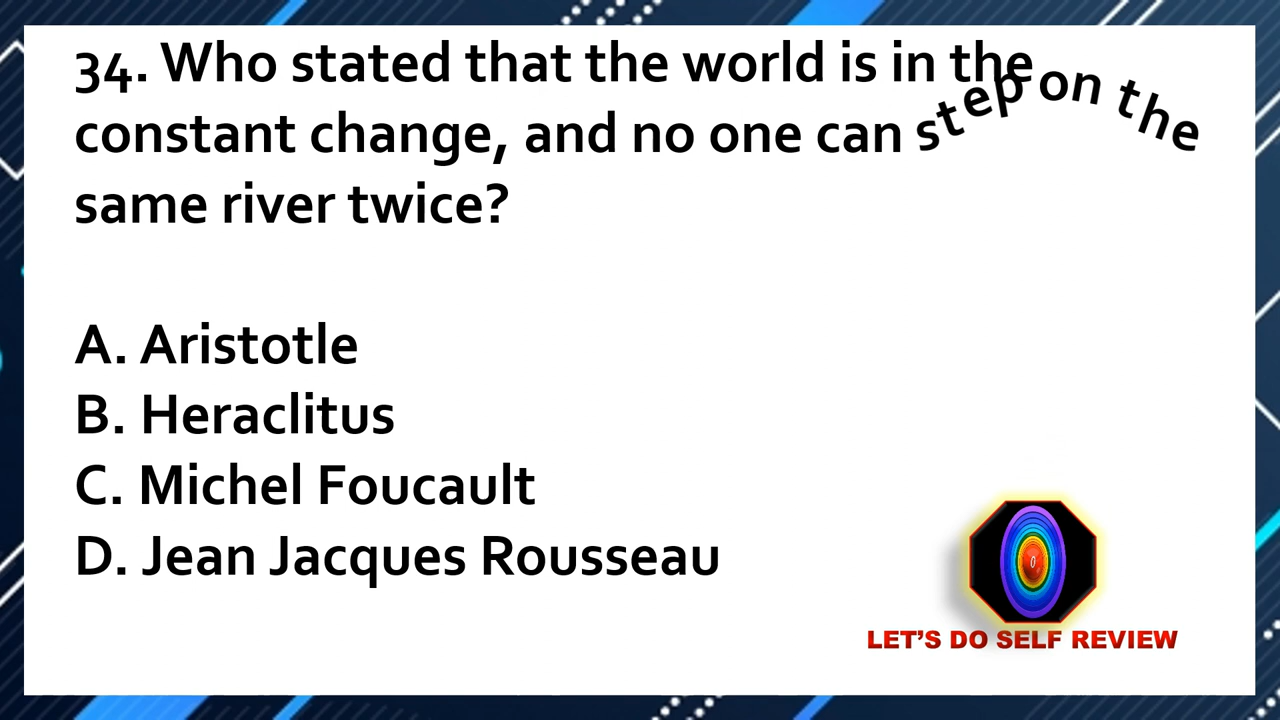 34. Who stated that the world is in the
constant change, and no one can step on the
same river twice?
A. Aristotle
B. Heraclitus
C. Michel Foucault
D. Jean Jacques Rousseau
0
LET'S DO SELF REVIEW